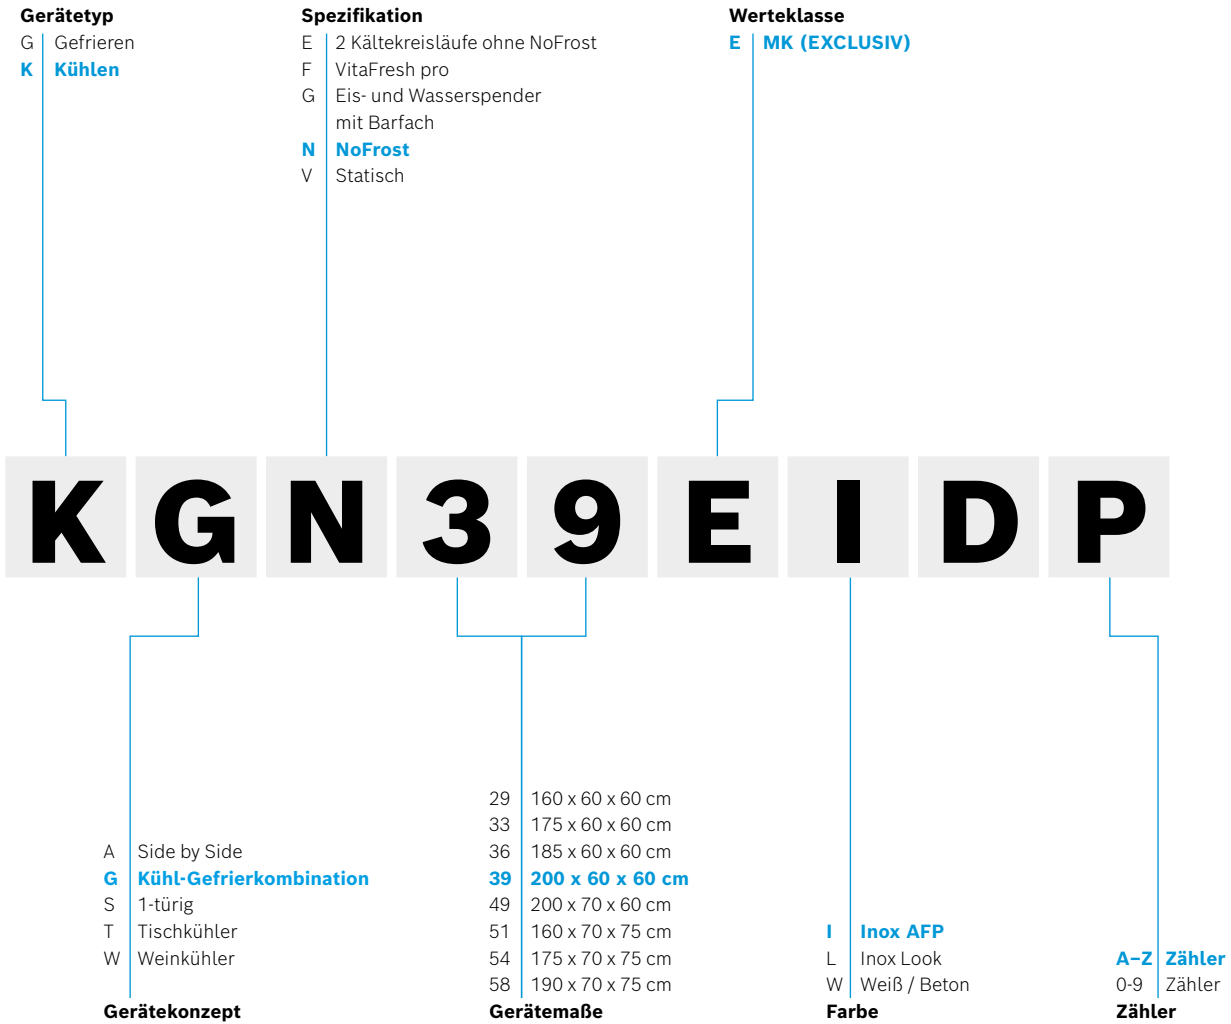 Gerätetyp
G Gefrieren
K Kühlen
Spezifikation
E 2 Kältekreisläufe ohne NoFrost
F VitaFresh pro
G Eis- und Wasserspender
mit Barfach
N NoFrost
V Statisch
Werteklasse
E MK (EXCLUSIV)
KGN39EIDP
A Side by Side
G Kühl-Gefrierkombination
S 1-türig
T Tischkühler
W Weinkühler
Gerätekonzept
29 160 x 60 x 60 cm
33 175 x 60 x 60 cm
36 185 x 60 x 60 cm
39 200 x 60 x 60 cm
49 200 x 70 x 60 cm
51 160 x 70 x 75 cm
54 175 x 70 x 75 cm
58 190 x 70 x 75 cm
Gerätemaße
I Inox AFP
L Inox Look
W Weiß / Beton
Farbe
A–Z Zähler
0-9 Zähler
Zähler